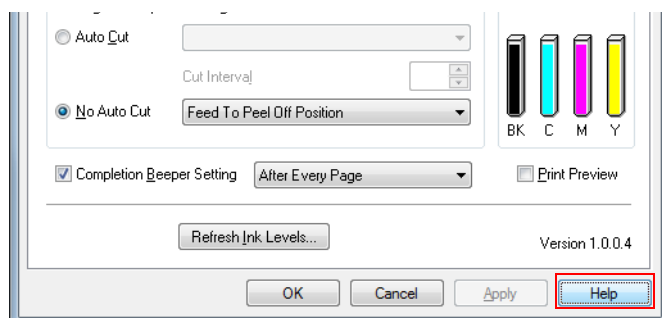 Auto Cut
Cut Interval
No Auto Cut Feed To Peel Off Position
BK C M Y
Completion Beeper Setting After Every Page Print Preview
Refresh Ink Levels... Version 1.0.0.4
OK Cancel Apply Help